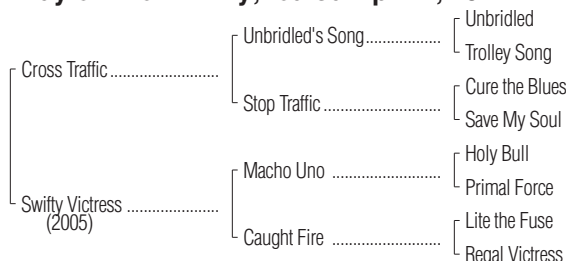 Unbridled
Unbridled's Song
Trolley Song
Cross Traffic
Cure the Blues
Stop Traffic
Save My Soul
Holy Bull
Macho Uno
Primal Force
Swifty Victress
(2005)
Lite the Fuse
Caught Fire
Regal Victress